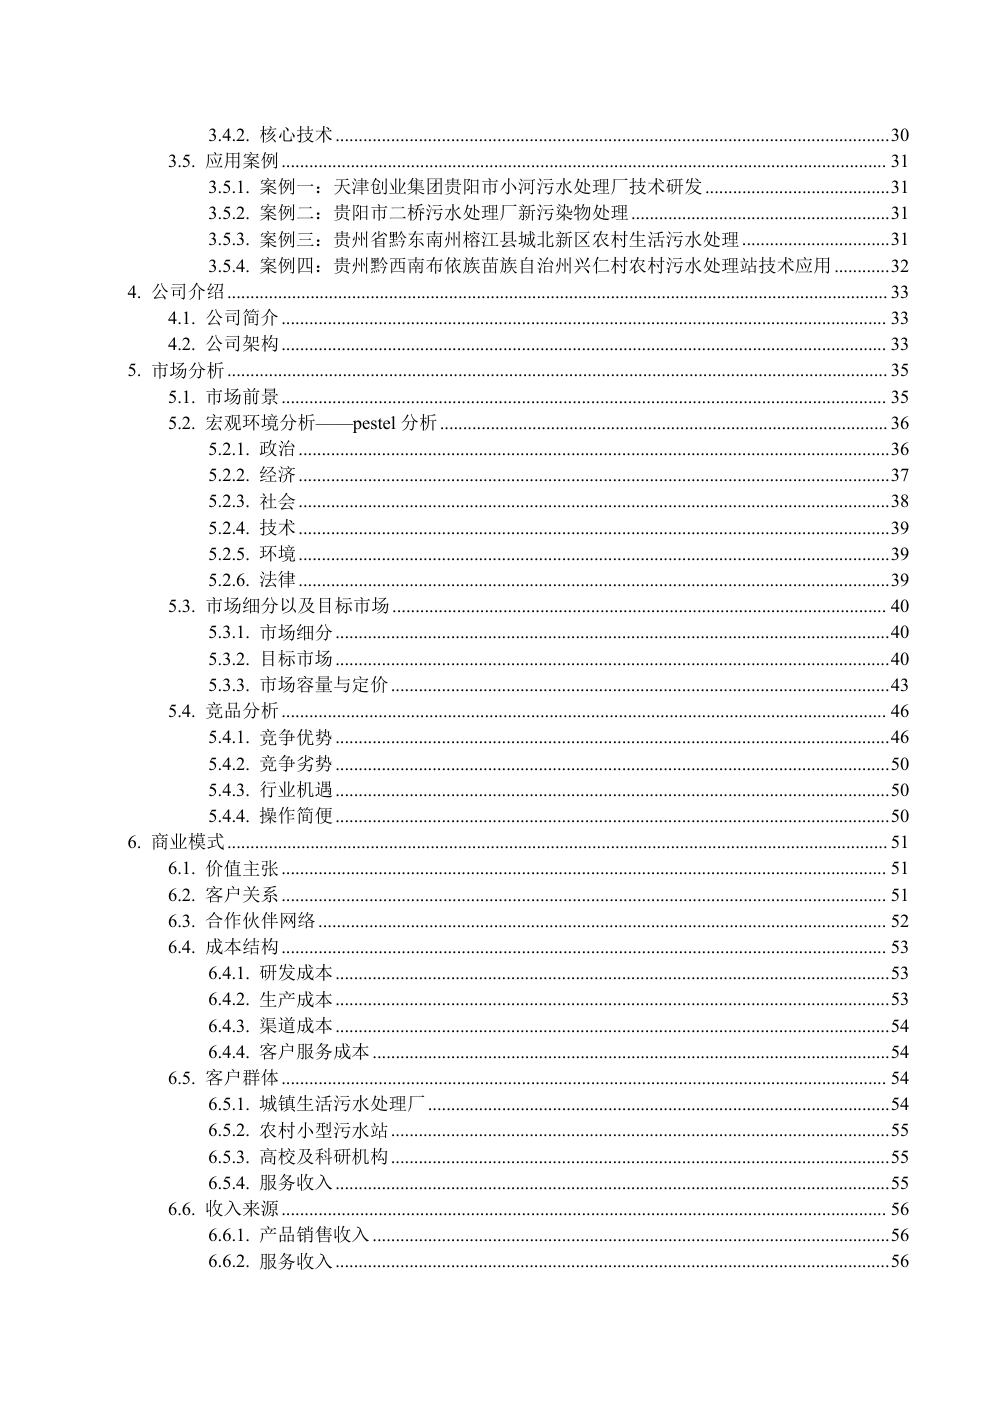 3.4.2. 核心技术 30
3.5. 应用案例 31
3.5.1. 案例一：天津创业集团贵阳市小河污水处理厂技术研发 31
3.5.2. 案例二：贵阳市二桥污水处理厂新污染物处理 31
3.5.3. 案例三：贵州省黔东南州榕江县城北新区农村生活污水处理 31
3.5.4. 案例四：贵州黔西南布依族苗族自治州兴仁村农村污水处理站技术应用 32
4. 公司介绍 33
4.1. 公司简介 33
4.2. 公司架构 33
5. 市场分析 35
5.1. 市场前景 35
5.2. 宏观环境分析——pestel 分析 36
5.2.1. 政治 36
5.2.2. 经济 37
5.2.3. 社会 38
5.2.4. 技术 39
5.2.5. 环境 39
5.2.6. 法律 39
5.3. 市场细分以及目标市场 40
5.3.1. 市场细分 40
5.3.2. 目标市场 40
5.3.3. 市场容量与定价 43
5.4. 竞品分析 46
5.4.1. 竞争优势 46
5.4.2. 竞争劣势 50
5.4.3. 行业机遇 50
5.4.4. 操作简便 50
6. 商业模式 51
6.1. 价值主张 51
6.2. 客户关系 51
6.3. 合作伙伴网络 52
6.4. 成本结构 53
6.4.1. 研发成本 53
6.4.2. 生产成本 53
6.4.3. 渠道成本 54
6.4.4. 客户服务成本 54
6.5. 客户群体 54
6.5.1. 城镇生活污水处理厂 54
6.5.2. 农村小型污水站 55
6.5.3. 高校及科研机构 55
6.5.4. 服务收入 55
6.6. 收入来源 56
6.6.1. 产品销售收入 56
6.6.2. 服务收入 56